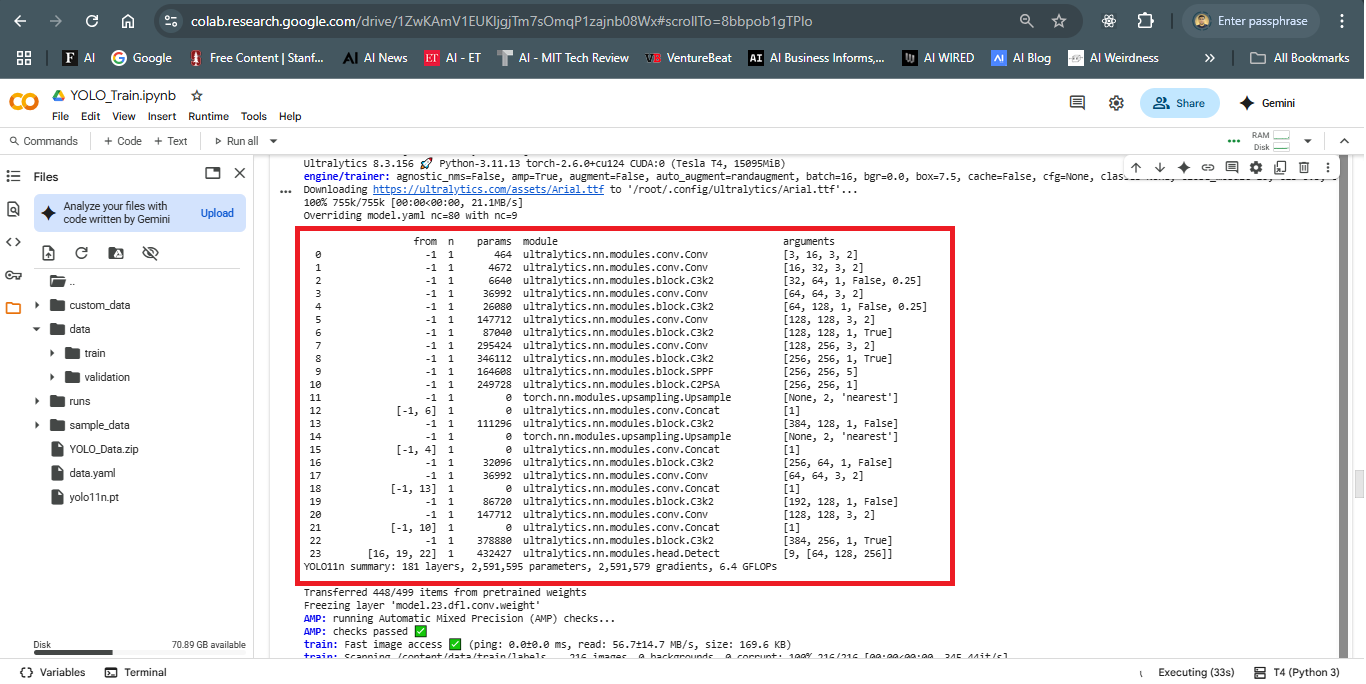 colab.research.google.com/drive/1ZwKAmV1EUKljgjTm7sOmqP1zajnb08Wx#scrollTo=8bbpob1gTPIo
Enter passphrase
AI
Google
Free Content | Stanf...
AI News
AI - ET
AI - MIT Tech Review
VentureBeat
AI Business Informs,...
AI WIRED
AI Blog
AI Weirdness
All Bookmarks
YOLO_Train.ipynb
File Edit View Insert Runtime Tools Help
Share
Gemini
Commands + Code + Text Run all
RAM
Disk
Files
Analyze your files with
code written by Gemini
Upload
..
custom_data
data
train
validation
runs
sample_data
YOLO_Data.zip
data.yaml
yolo11n.pt
Disk 70.89 GB available
Ultralytics 8.3.156 🚀 Python-3.11.13 torch-2.6.0+cu124 CUDA:0 (Tesla T4, 15095MiB)
engine/trainer: agnostic_nms=False, amp=True, augment=False, auto_augment=randaugment, batch=16, bgr=0.0, box=7.5, cache=False, cfg=None,
Downloading https://ultralytics.com/assets/Arial.ttf to '/root/.config/Ultralytics/Arial.ttf'...
100% 755k/755k [00:00<00:00, 21.1MB/s]
Overriding model.yaml nc=80 with nc=9
from n params module arguments
0 -1 1 464 ultralytics.nn.modules.conv.Conv [3, 16, 3, 2]
1 -1 1 4672 ultralytics.nn.modules.conv.Conv [16, 32, 3, 2]
2 -1 1 6640 ultralytics.nn.modules.block.C3k2 [32, 64, 1, False, 0.25]
3 -1 1 36992 ultralytics.nn.modules.conv.Conv [64, 64, 3, 2]
4 -1 1 26080 ultralytics.nn.modules.block.C3k2 [64, 128, 1, False, 0.25]
5 -1 1 147712 ultralytics.nn.modules.conv.Conv [128, 128, 3, 2]
6 -1 1 87040 ultralytics.nn.modules.block.C3k2 [128, 128, 1, True]
7 -1 1 295424 ultralytics.nn.modules.conv.Conv [128, 256, 3, 2]
8 -1 1 346112 ultralytics.nn.modules.block.C3k2 [256, 256, 1, True]
9 -1 1 164608 ultralytics.nn.modules.block.SPPF [256, 256, 5]
10 -1 1 249728 ultralytics.nn.modules.block.C2PSA [256, 256, 1]
11 -1 1 0 torch.nn.modules.upsampling.Upsample [None, 2, 'nearest']
12 [-1, 6] 1 0 ultralytics.nn.modules.conv.Concat [1]
13 -1 1 111296 ultralytics.nn.modules.block.C3k2 [384, 128, 1, False]
14 -1 1 0 torch.nn.modules.upsampling.Upsample [None, 2, 'nearest']
15 [-1, 4] 1 0 ultralytics.nn.modules.conv.Concat [1]
16 -1 1 32096 ultralytics.nn.modules.block.C3k2 [256, 64, 1, False]
17 -1 1 36992 ultralytics.nn.modules.conv.Conv [64, 64, 3, 2]
18 [-1, 13] 1 0 ultralytics.nn.modules.conv.Concat [1]
19 -1 1 86720 ultralytics.nn.modules.block.C3k2 [192, 128, 1, False]
20 -1 1 147712 ultralytics.nn.modules.conv.Conv [128, 128, 3, 2]
21 [-1, 10] 1 0 ultralytics.nn.modules.conv.Concat [1]
22 -1 1 378880 ultralytics.nn.modules.block.C3k2 [384, 256, 1, True]
23 [16, 19, 22] 1 432427 ultralytics.nn.modules.head.Detect [9, [64, 128, 256]]
YOLO11n summary: 181 layers, 2,591,595 parameters, 2,591,579 gradients, 6.4 GFLOPs
Transferred 448/499 items from pretrained weights
Freezing layer 'model.23.dfl.conv.weight'
AMP: running Automatic Mixed Precision (AMP) checks...
AMP: checks passed ✅
train: Fast image access ✅ (ping: 0.0±0.0 ms, read: 56.7±14.7 MB/s, size: 169.6 KB)
train: Scanning /content/data/train/labels... 216 images, 0 backgrounds, 0 corrupt: 100% 216/216 [00:00<00:00, 345.44it/s]
Variables Terminal
Executing (33s) T4 (Python 3)